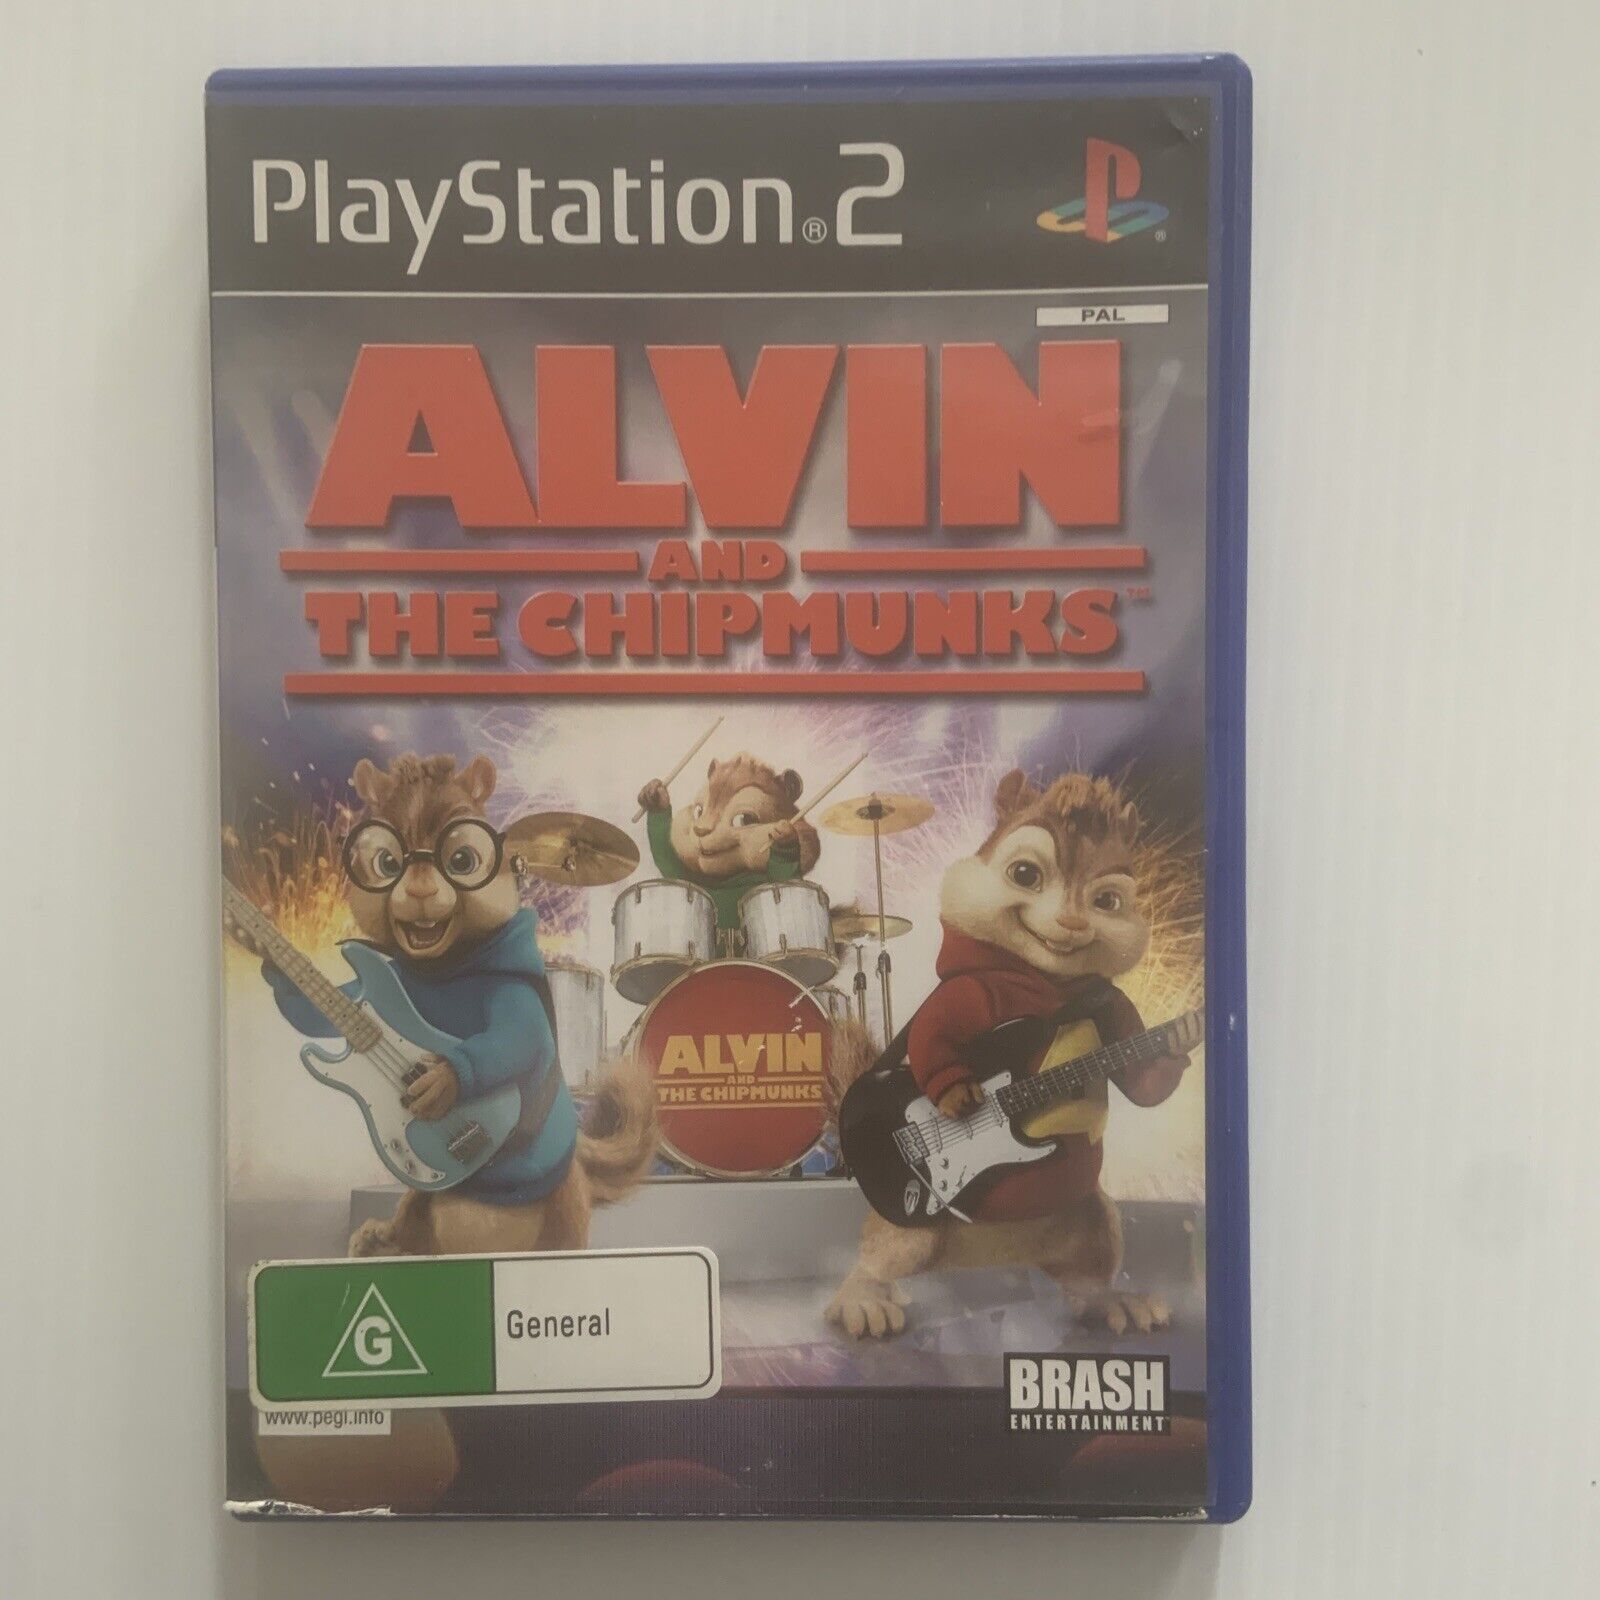 PlayStation®2
PAL
ALVIN
AND
THE CHIPMUNKS™
ALVIN
AND
THE CHIPMUNKS
G
General
www.pegi.info
BRASH
ENTERTAINMENT